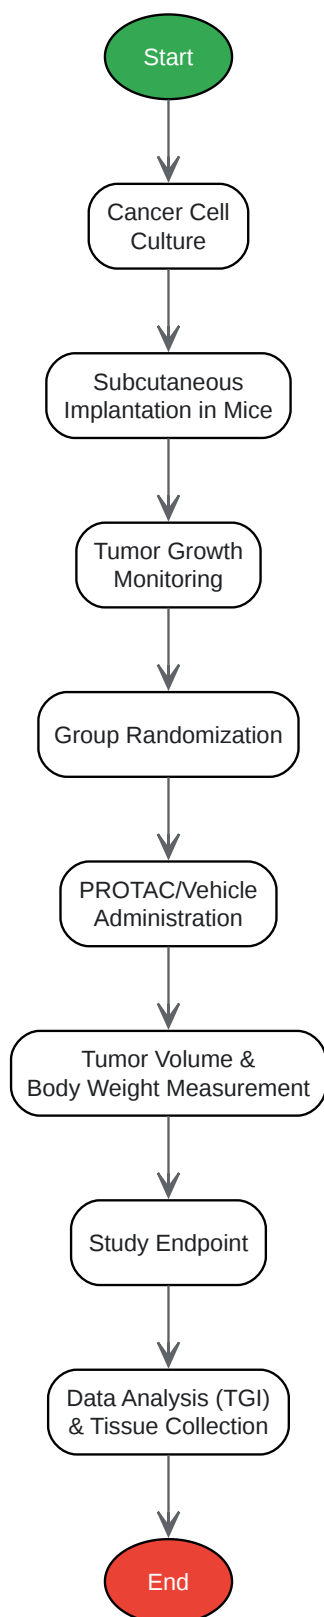 Start
Cancer Cell
Culture
Subcutaneous
Implantation in Mice
Tumor Growth
Monitoring
Group Randomization
PROTAC/Vehicle
Administration
Tumor Volume &
Body Weight Measurement
Study Endpoint
Data Analysis (TGI)
& Tissue Collection
End